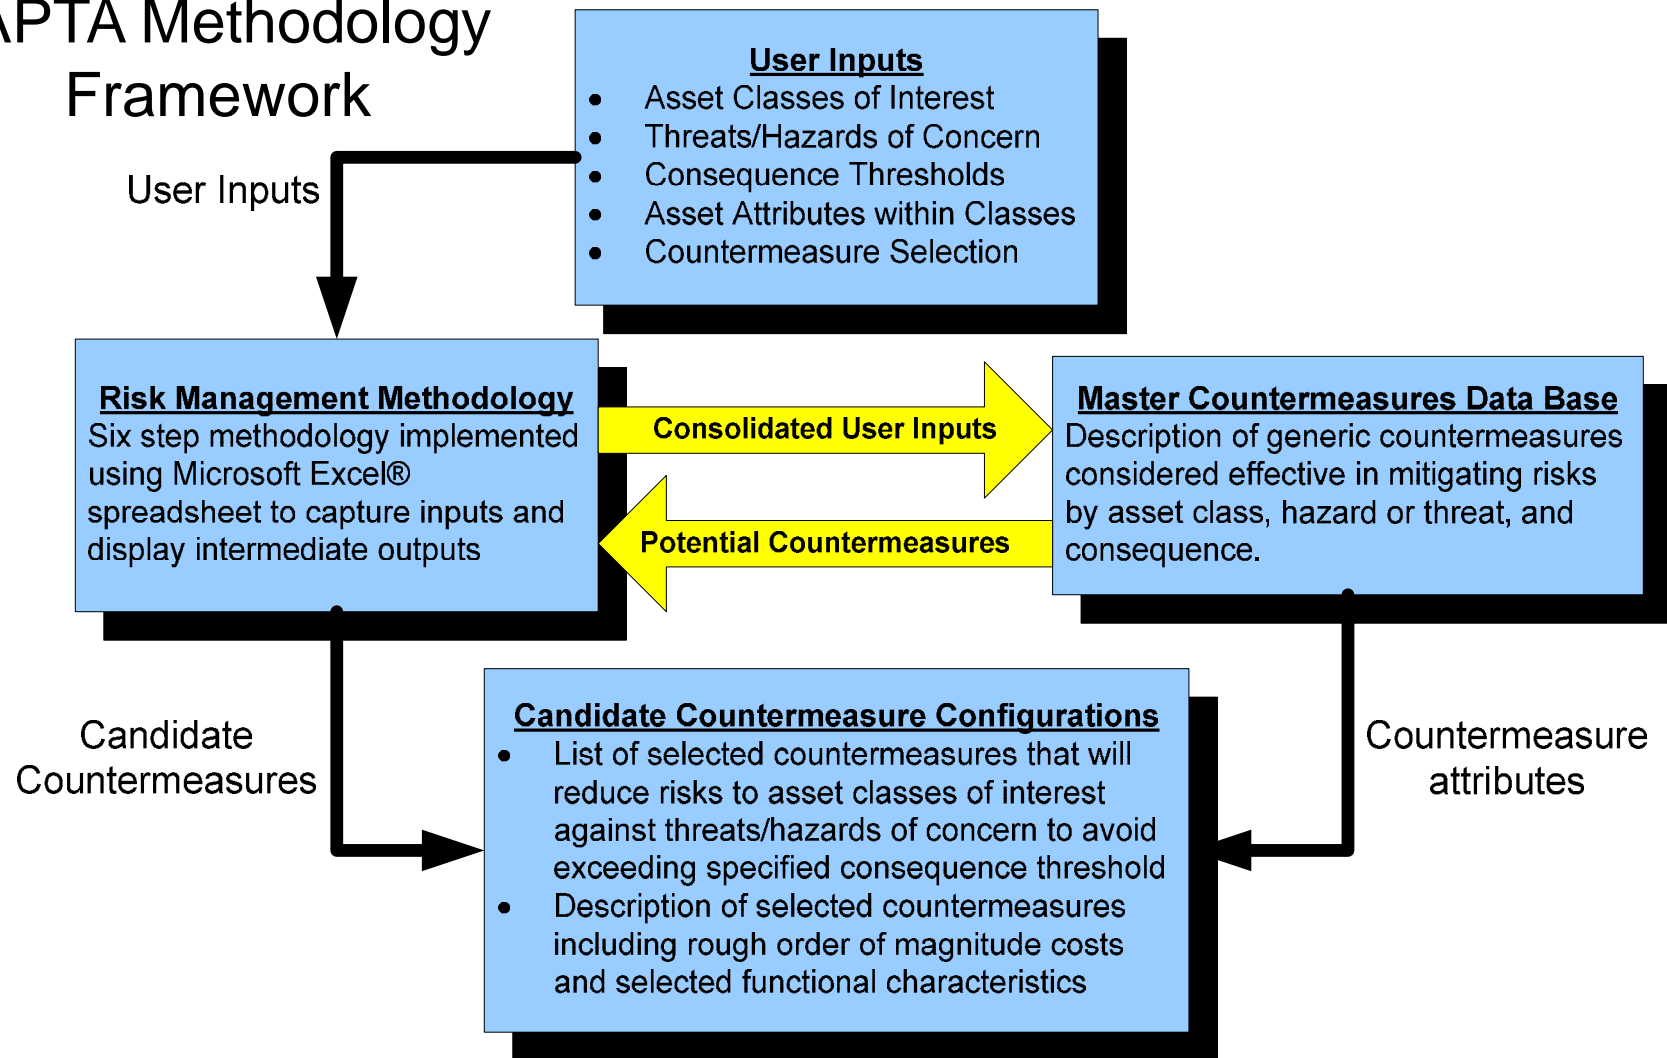 APTA Methodology
Framework
User Inputs
• Asset Classes of Interest
• Threats/Hazards of Concern
• Consequence Thresholds
• Asset Attributes within Classes
• Countermeasure Selection
User Inputs
Risk Management Methodology
Six step methodology implemented
using Microsoft Excel®
spreadsheet to capture inputs and
display intermediate outputs
Consolidated User Inputs
Potential Countermeasures
Master Countermeasures Data Base
Description of generic countermeasures
considered effective in mitigating risks
by asset class, hazard or threat, and
consequence.
Candidate
Countermeasures
Candidate Countermeasure Configurations
• List of selected countermeasures that will
reduce risks to asset classes of interest
against threats/hazards of concern to avoid
exceeding specified consequence threshold
• Description of selected countermeasures
including rough order of magnitude costs
and selected functional characteristics
Countermeasure
attributes